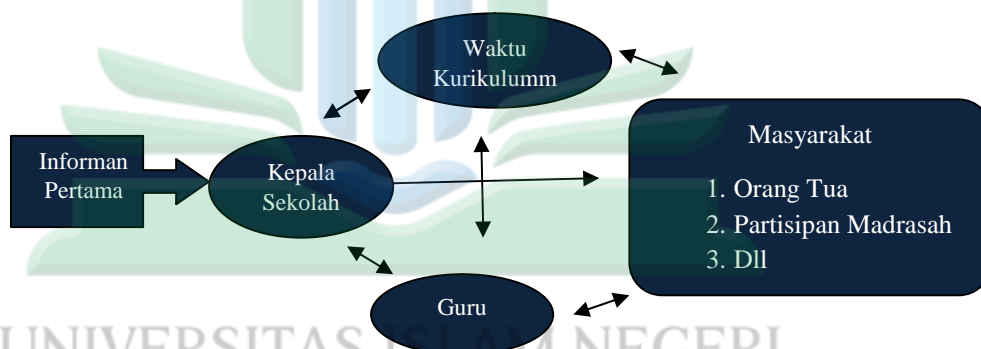 Waktu
Kurikulumm
Informan
Pertama
Kepala
Sekolah
Masyarakat
1. Orang Tua
2. Partisipan Madrasah
3. Dll
Guru
UNIVERSITAS ISLAM NEGERI